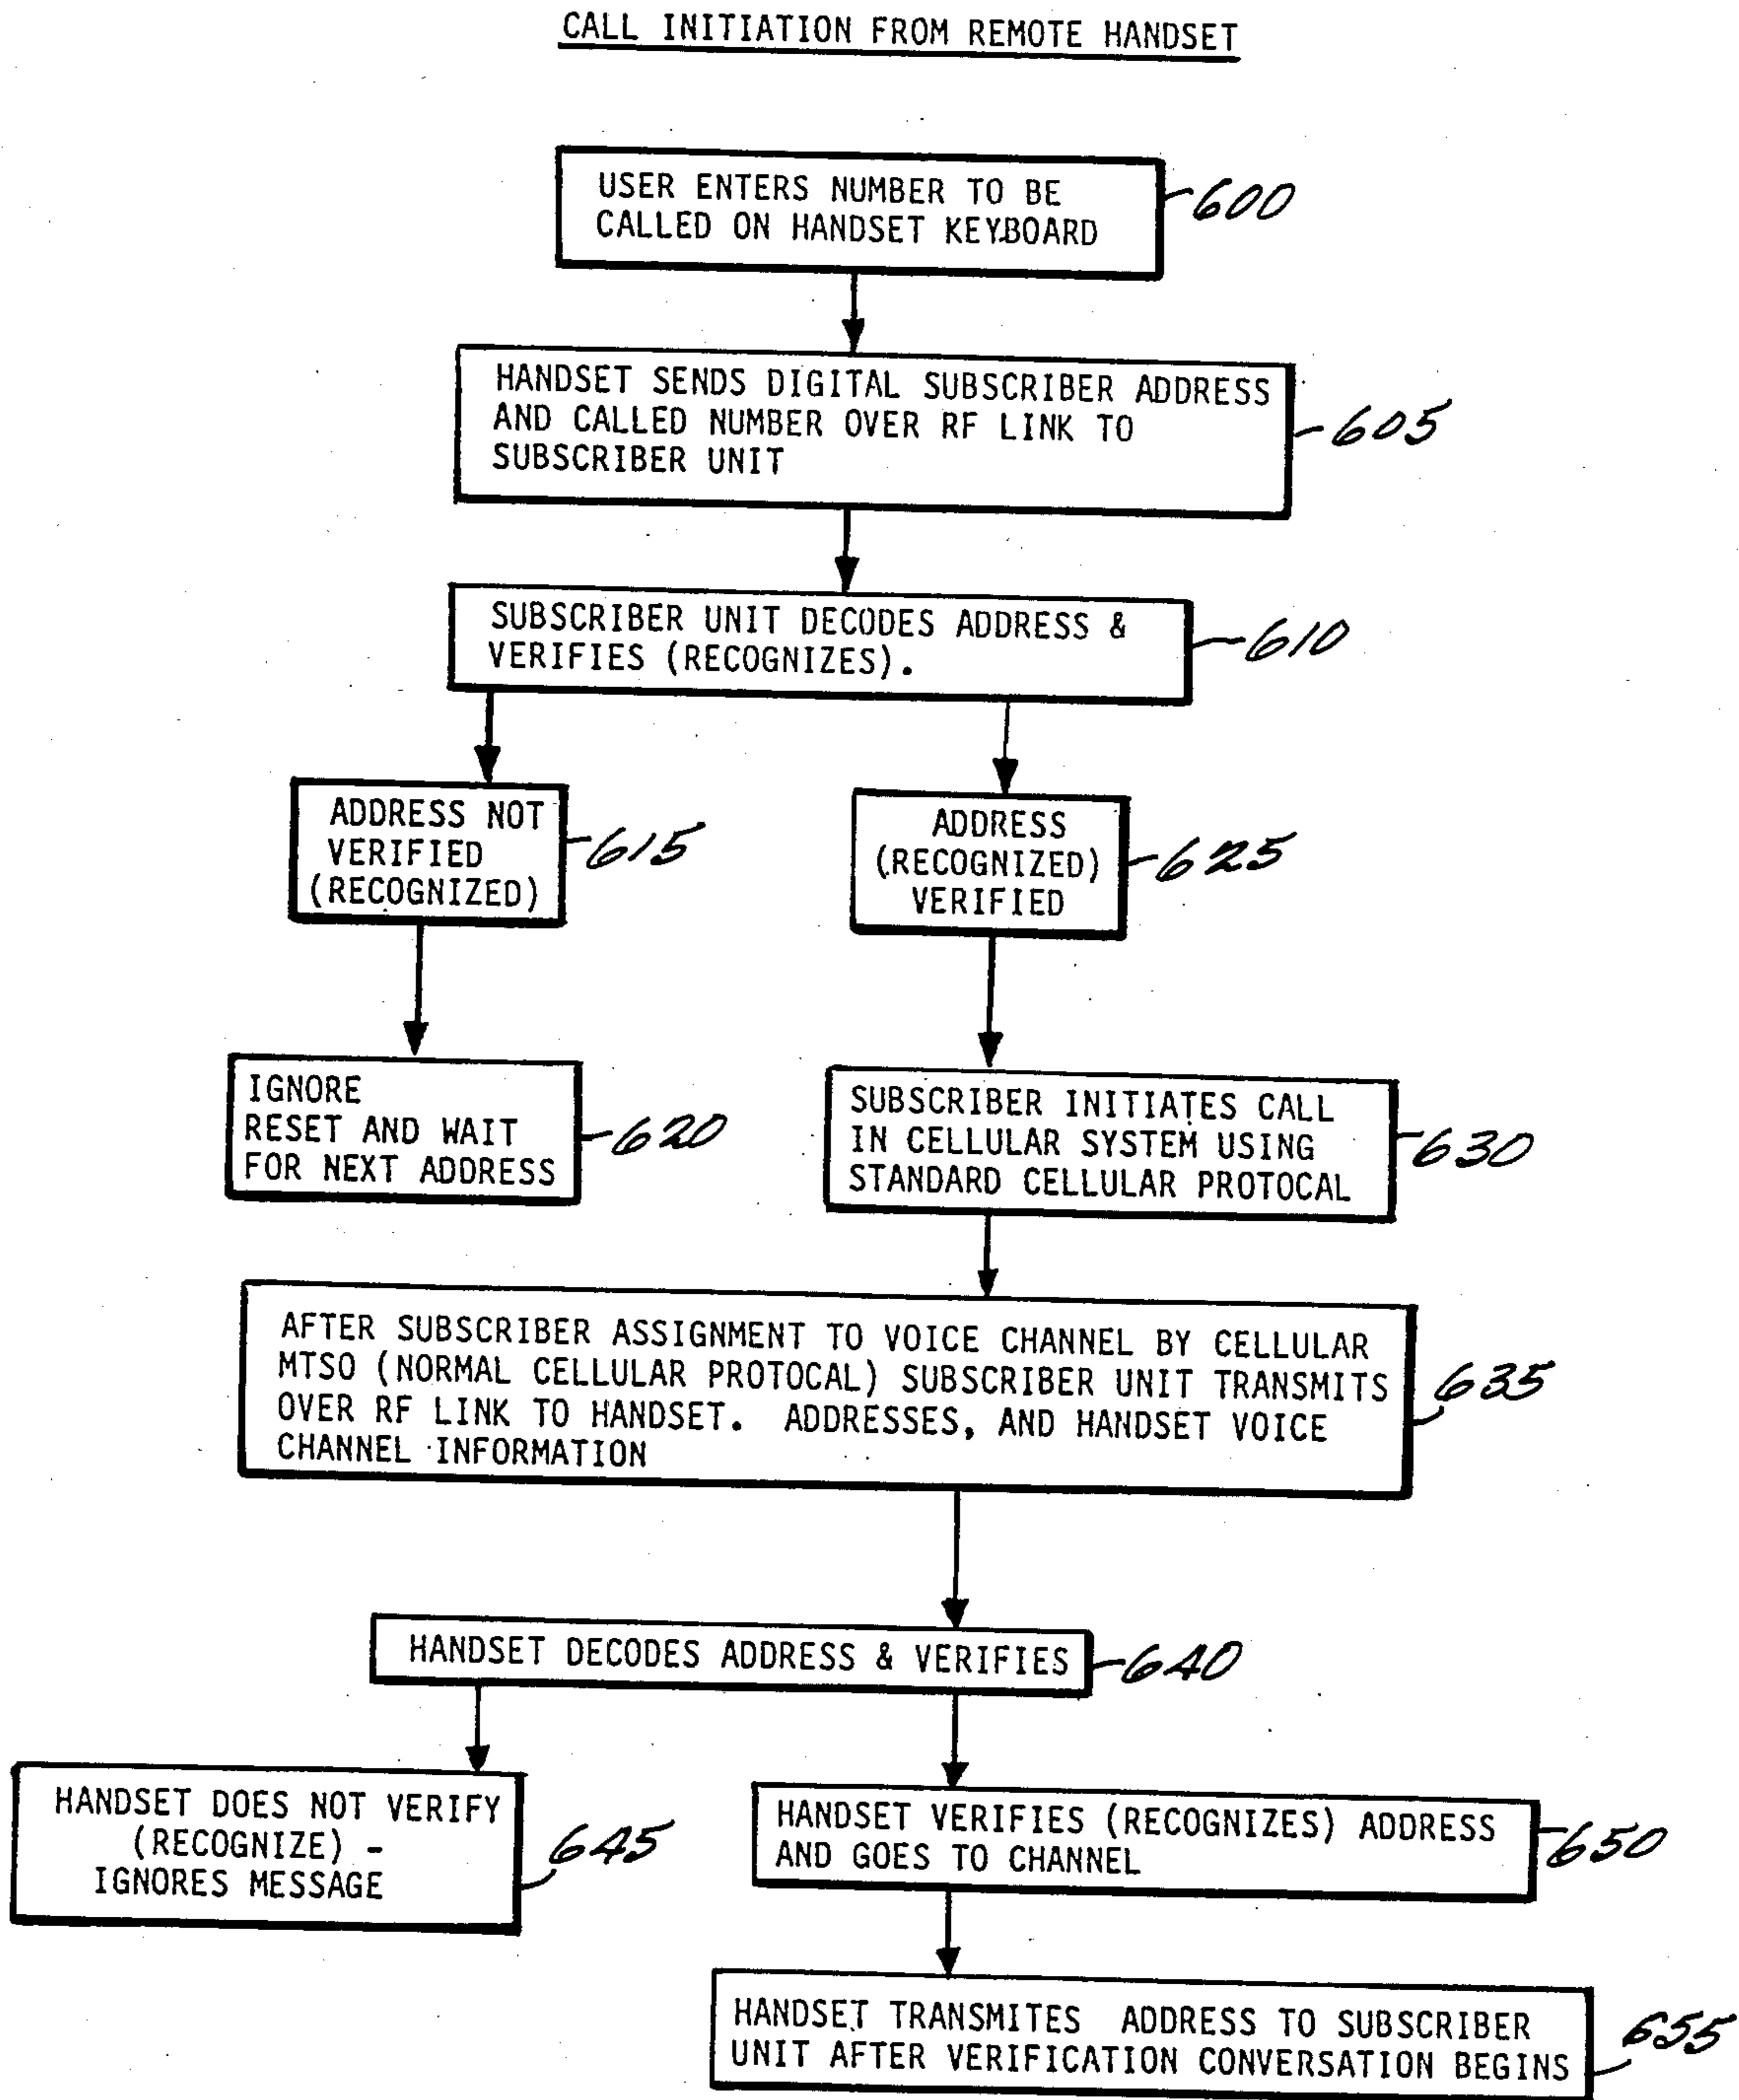 CALL INITIATION FROM REMOTE HANDSET
USER ENTERS NUMBER TO BE
CALLED ON HANDSET KEYBOARD
600
HANDSET SENDS DIGITAL SUBSCRIBER ADDRESS
AND CALLED NUMBER OVER RF LINK TO
SUBSCRIBER UNIT
605
SUBSCRIBER UNIT DECODES ADDRESS &
VERIFIES (RECOGNIZES).
610
ADDRESS NOT
VERIFIED
(RECOGNIZED)
615
ADDRESS
(RECOGNIZED)
VERIFIED
625
IGNORE
RESET AND WAIT
FOR NEXT ADDRESS
620
SUBSCRIBER INITIATES CALL
IN CELLULAR SYSTEM USING
STANDARD CELLULAR PROTOCAL
630
AFTER SUBSCRIBER ASSIGNMENT TO VOICE CHANNEL BY CELLULAR
MTSO (NORMAL CELLULAR PROTOCAL) SUBSCRIBER UNIT TRANSMITS
OVER RF LINK TO HANDSET. ADDRESSES, AND HANDSET VOICE
CHANNEL INFORMATION
635
HANDSET DECODES ADDRESS & VERIFIES
640
HANDSET DOES NOT VERIFY
(RECOGNIZE) -
IGNORES MESSAGE
645
HANDSET VERIFIES (RECOGNIZES) ADDRESS
AND GOES TO CHANNEL
650
HANDSET TRANSMITES ADDRESS TO SUBSCRIBER
UNIT AFTER VERIFICATION CONVERSATION BEGINS
655